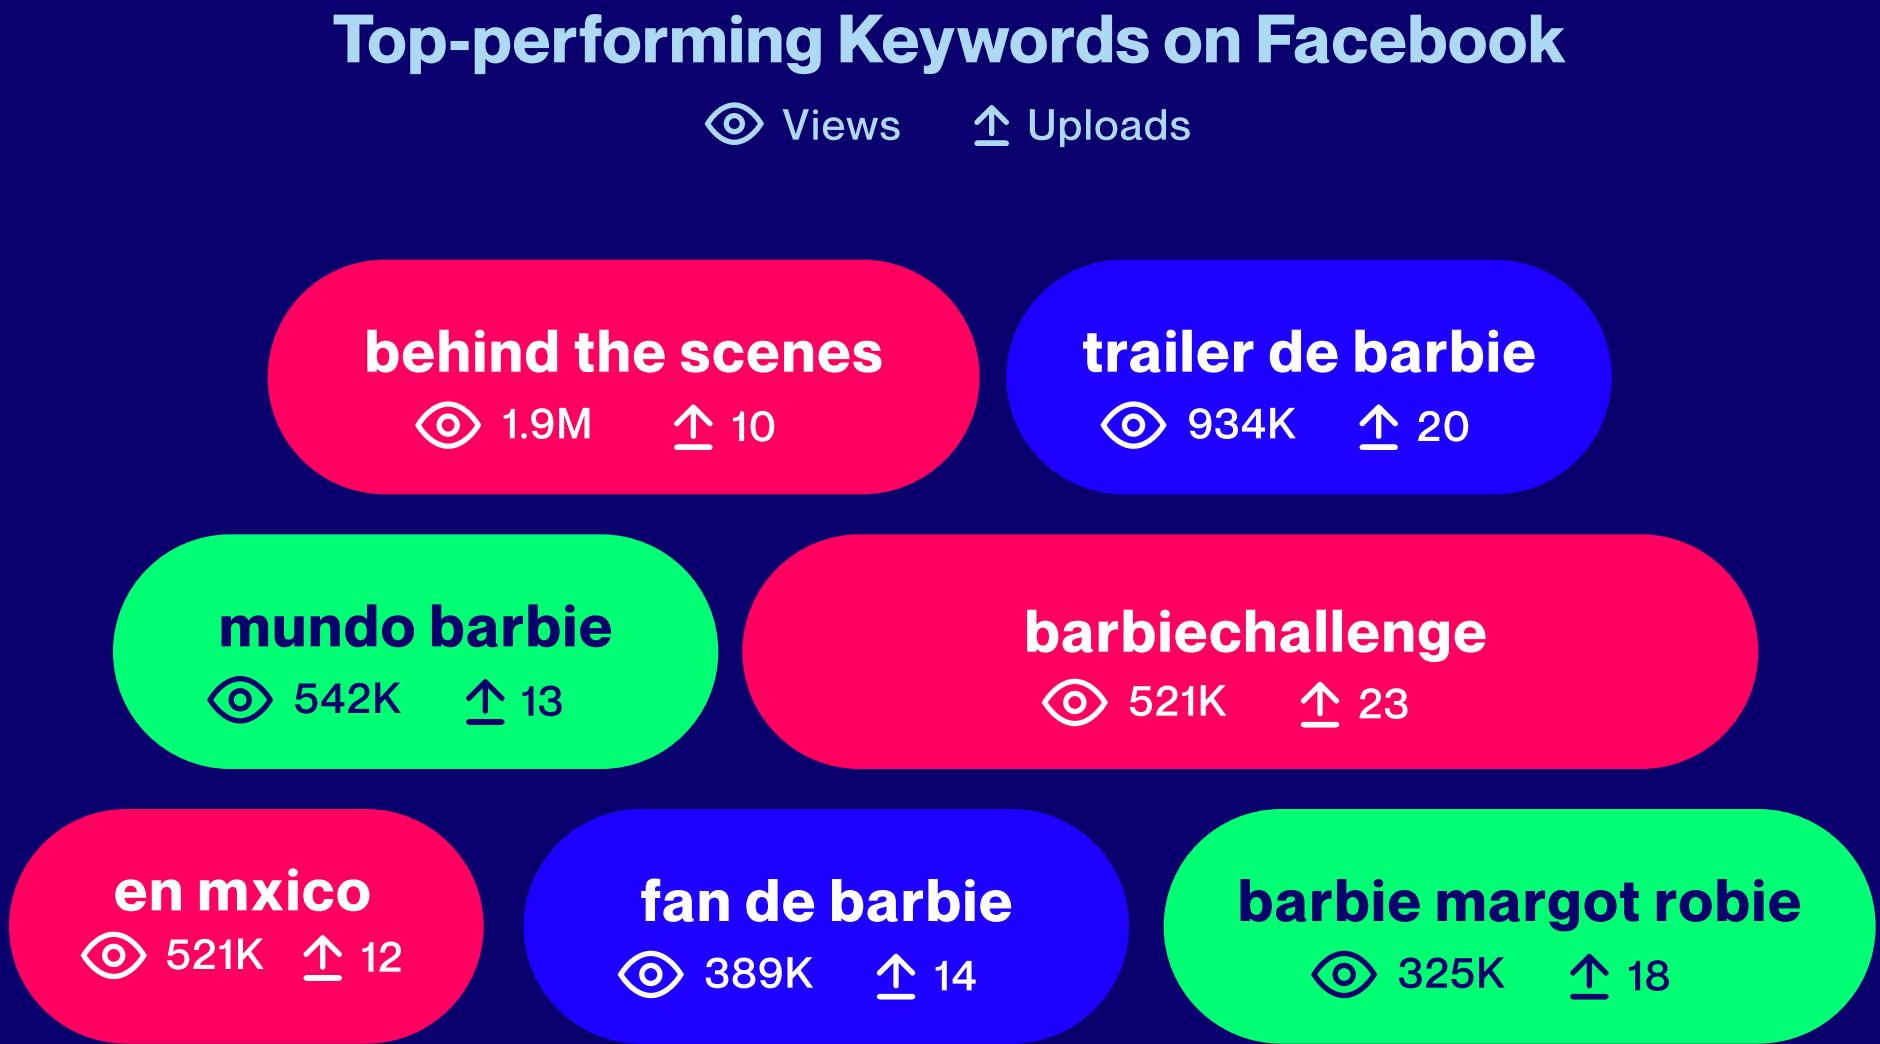 Top-performing Keywords on Facebook
Views Uploads
behind the scenes
1.9M 10
trailer de barbie
934K 20
mundo barbie
542K 13
barbiechallenge
521K 23
en mxico
521K 12
fan de barbie
389K 14
barbie margot robie
325K 18